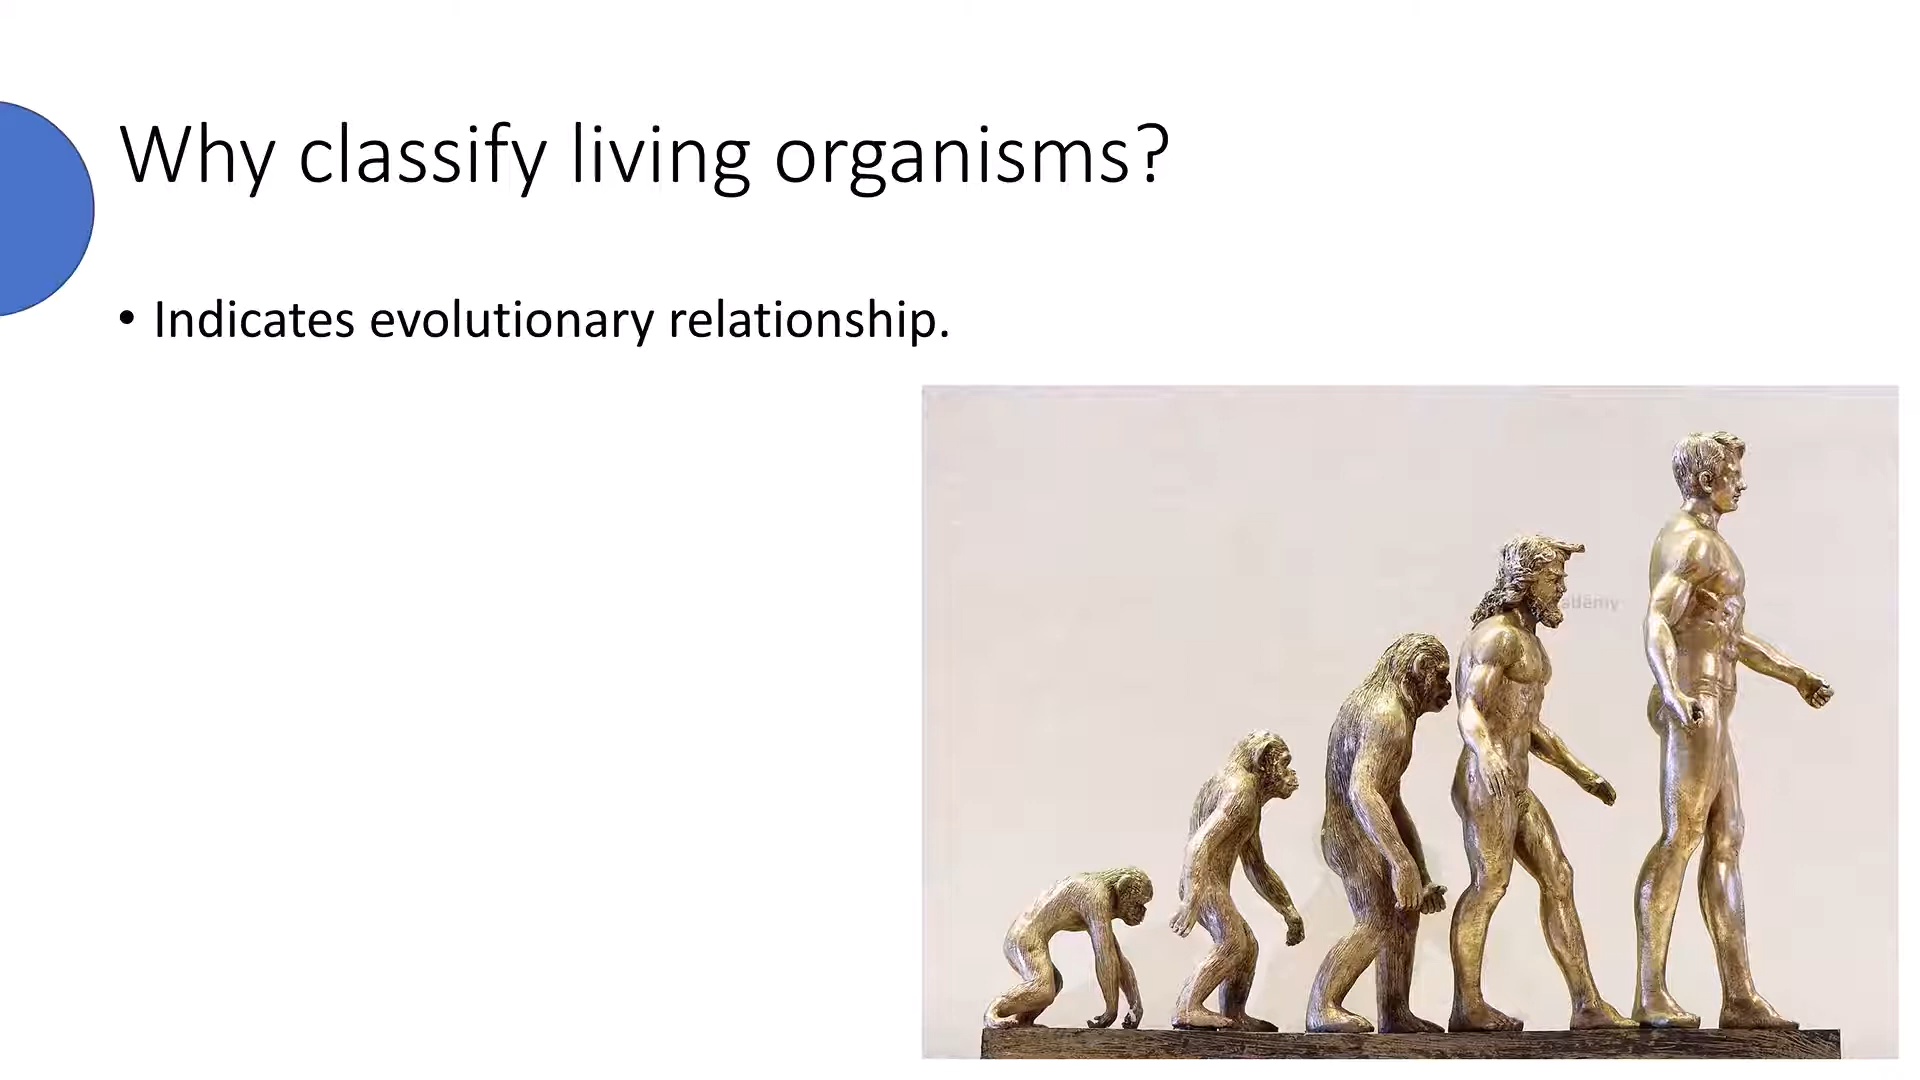 Why classify living organisms?
• Indicates evolutionary relationship.